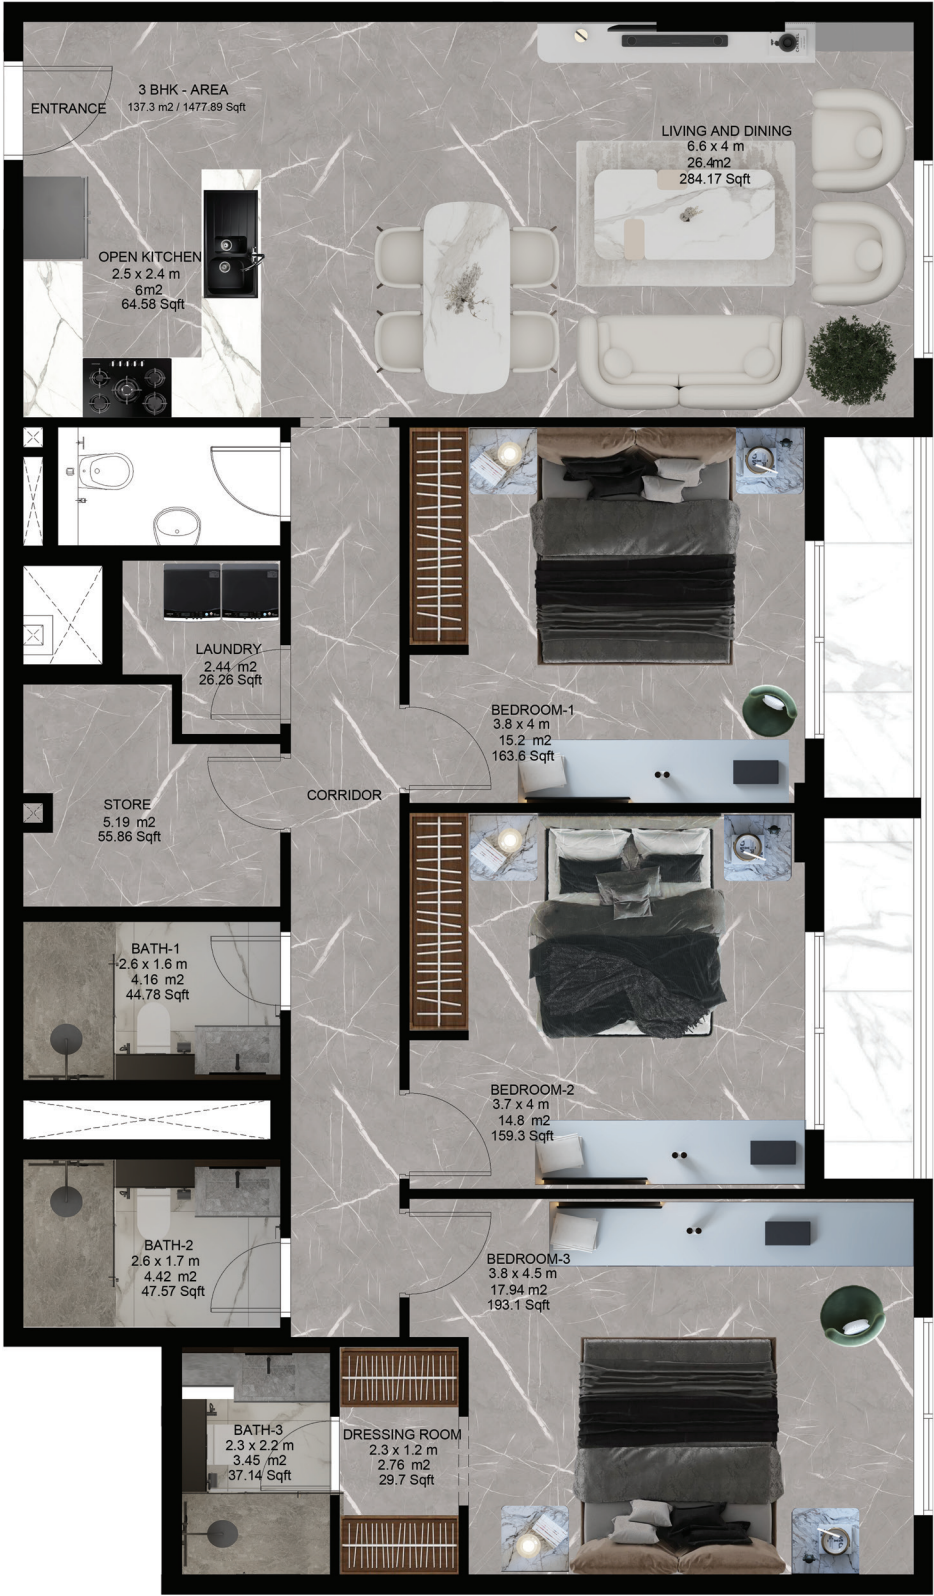 ENTRANCE
3 BHK - AREA
137.3 m2 / 1477.89 Sqft
LIVING AND DINING
6.6 x 4 m
26.4m2
284.17 Sqft
OPEN KITCHEN
2.5 x 2.4 m
6m2
64.58 Sqft
LAUNDRY
2.44 m2
26.26 Sqft
BEDROOM-1
3.8 x 4 m
15.2 m2
163.6 Sqft
STORE
5.19 m2
55.86 Sqft
CORRIDOR
BATH-1
2.6 x 1.6 m
4.16 m2
44.78 Sqft
BEDROOM-2
3.7 x 4 m
14.8 m2
159.3 Sqft
BATH-2
2.6 x 1.7 m
4.42 m2
47.57 Sqft
BEDROOM-3
3.8 x 4.5 m
17.94 m2
193.1 Sqft
BATH-3
2.3 x 2.2 m
3.45 m2
37.14 Sqft
DRESSING ROOM
2.3 x 1.2 m
2.76 m2
29.7 Sqft